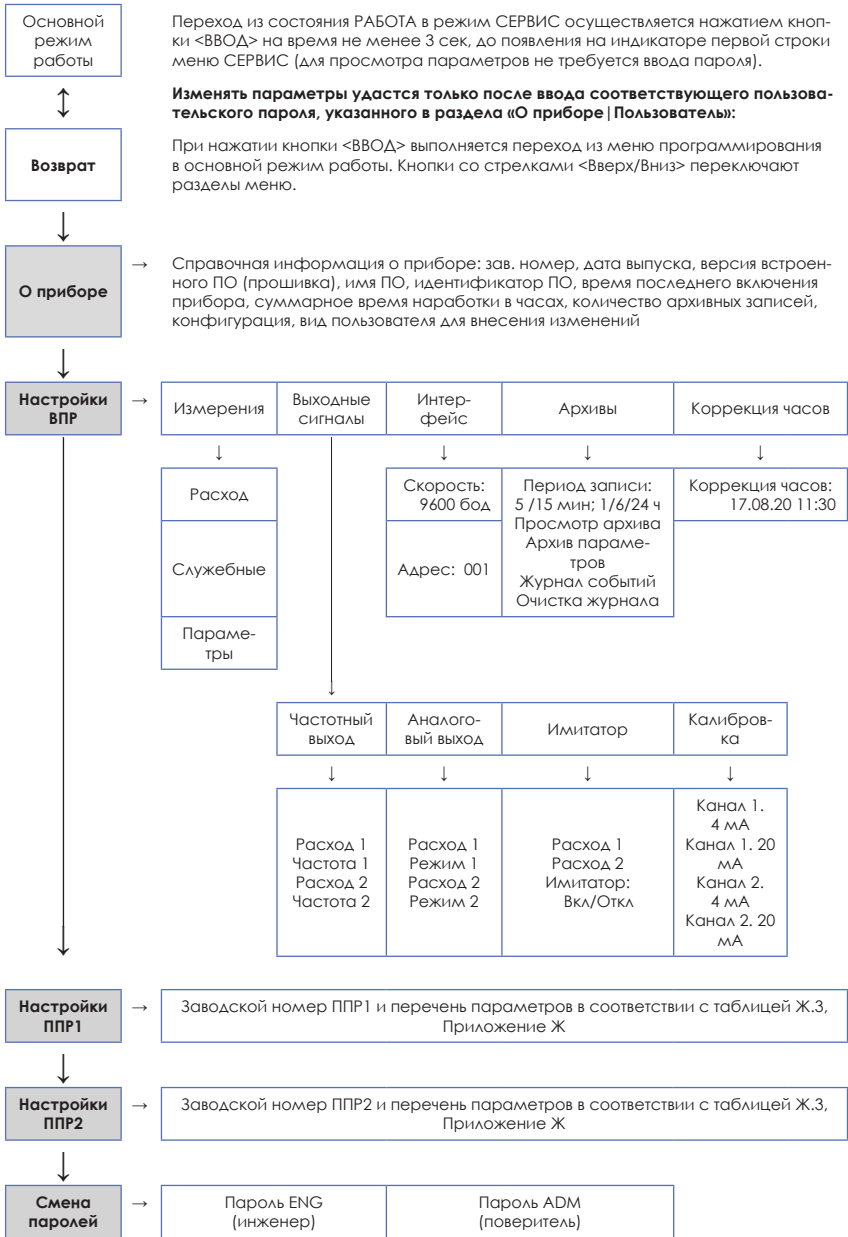 Основной
режим
работы
Переход из состояния РАБОТА в режим СЕРВИС осуществляется нажатием кноп-
ки <ВВОД> на время не менее 3 сек, до появления на индикаторе первой строки
меню СЕРВИС (для просмотра параметров не требуется ввода пароля).
Изменять параметры удастся только после ввода соответствующего пользова-
тельского пароля, указанного в раздела «О приборе|Пользователь»:
Возврат
При нажатии кнопки <ВВОД> выполняется переход из меню программирования
в основной режим работы. Кнопки со стрелками <Вверх/Вниз> переключают
разделы меню.
О приборе
Справочная информация о приборе: зав. номер, дата выпуска, версия встроен-
ного ПО (прошивка), имя ПО, идентификатор ПО, время последнего включения
прибора, суммарное время наработки в часах, количество архивных записей,
конфигурация, вид пользователя для внесения изменений
Настройки
ВПР
Измерения
Выходные
сигналы
Интер-
фейс
Архивы
Коррекция часов
Расход
Служебные
Параме-
тры
Скорость:
9600 бод
Адрес: 001
Период записи:
5 /15 мин; 1/6/24 ч
Просмотр архива
Архив параме-
тров
Журнал событий
Очистка журнала
Коррекция часов:
17.08.20 11:30
Частотный
выход
Аналого-
вый выход
Имитатор
Калибров-
ка
Расход 1
Частота 1
Расход 2
Частота 2
Расход 1
Режим 1
Расход 2
Режим 2
Расход 1
Расход 2
Имитатор:
Вкл/Откл
Канал 1.
4 мА
Канал 1. 20
мА
Канал 2.
4 мА
Канал 2. 20
мА
Настройки
ППР1
Заводской номер ППР1 и перечень параметров в соответствии с таблицей Ж.3,
Приложение Ж
Настройки
ППР2
Заводской номер ППР2 и перечень параметров в соответствии с таблицей Ж.3,
Приложение Ж
Смена
паролей
Пароль ENG
(инженер)
Пароль ADM
(поверитель)